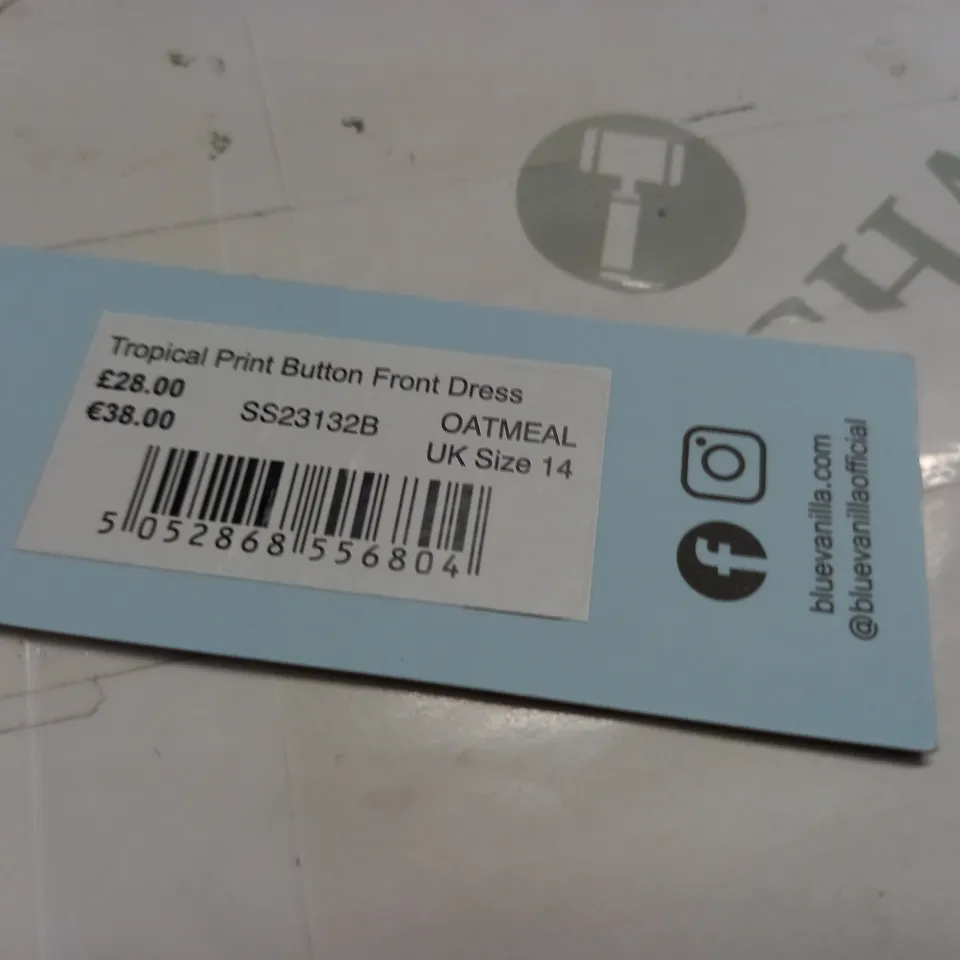 Tropical Print Button Front Dress
£28.00
€38.00
SS23132B
OATMEAL
UK Size 14
5 052868 556804
bluevanilla.com
@bluevanillaofficial